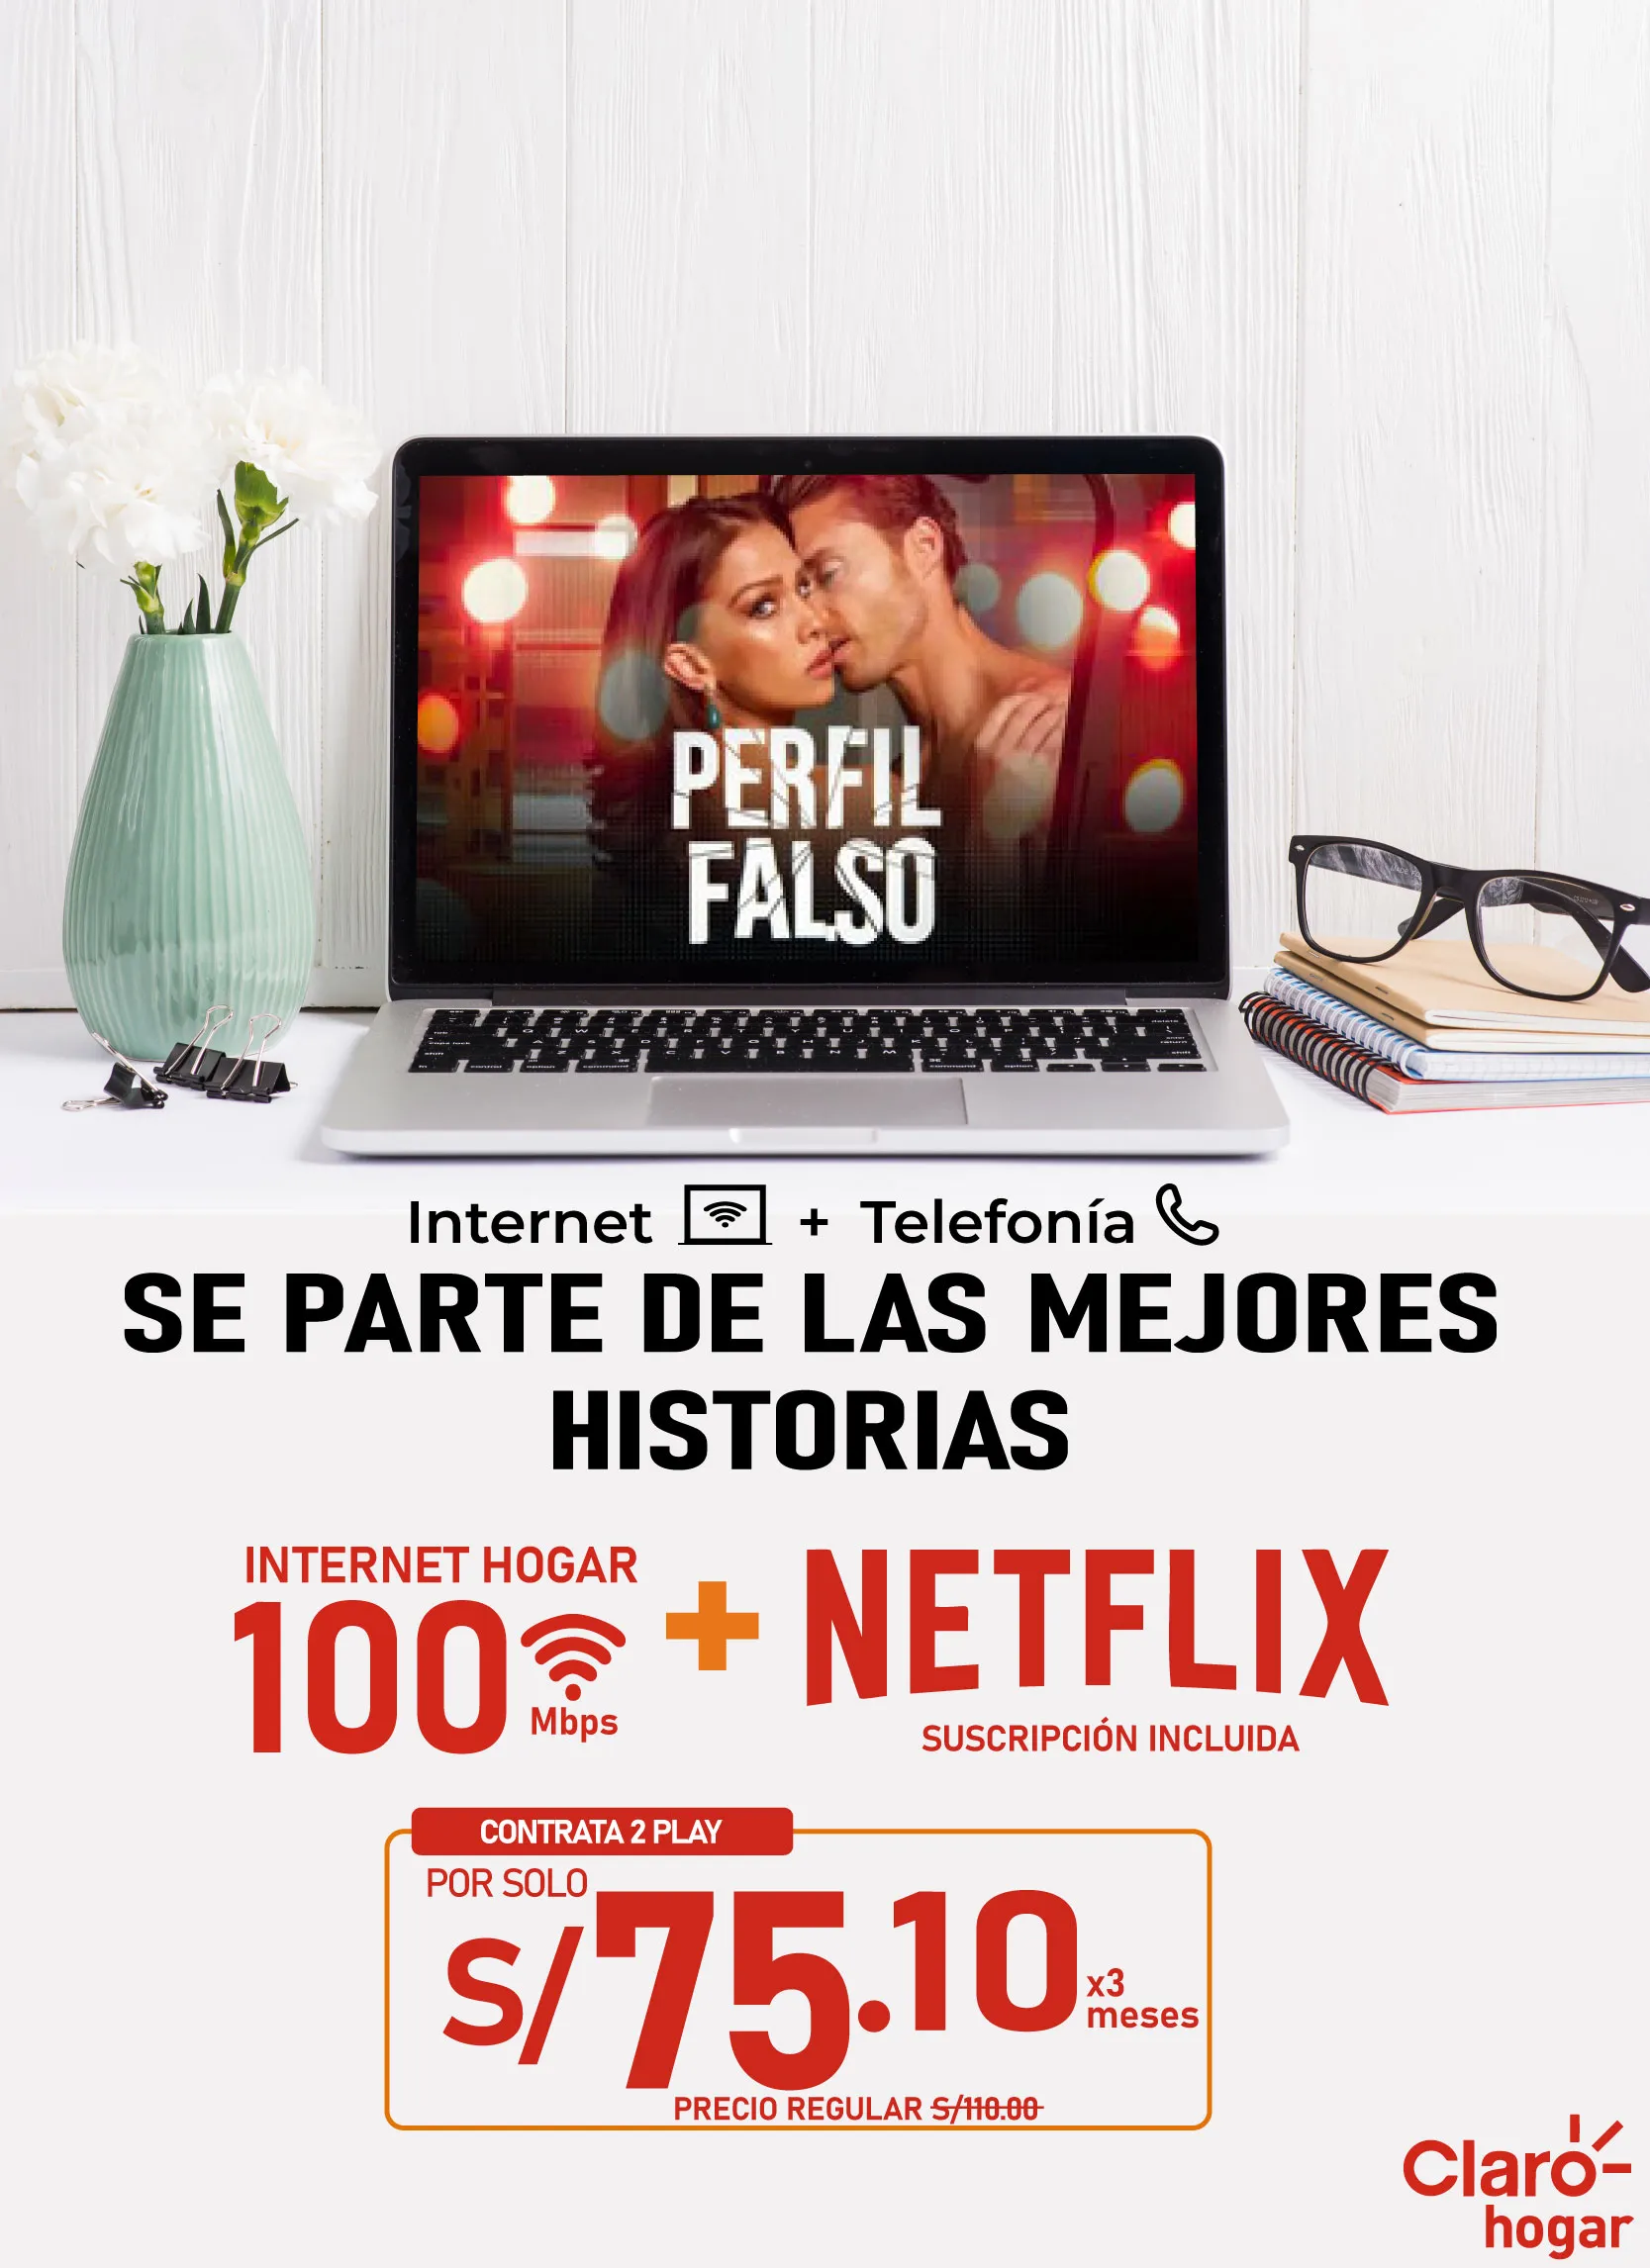 PERFIL
FALSO
Internet + Telefonía
SE PARTE DE LAS MEJORES
HISTORIAS
INTERNET HOGAR
100
Mbps
+
NETFLIX
SUSCRIPCIÓN INCLUIDA
CONTRATA 2 PLAY
POR SOLO
S/75.10
x3
meses
PRECIO REGULAR S/110.00
Claro
hogar